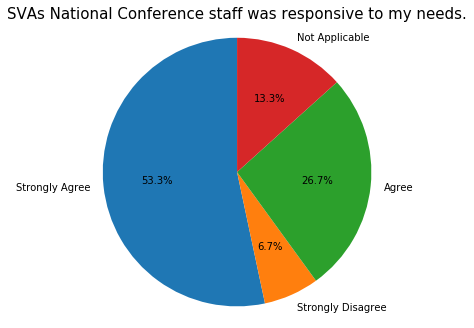 SVAs National Conference staff was responsive to my needs.
Not Applicable
13.3%
Strongly Agree
53.3%
26.7%
Agree
6.7%
Strongly Disagree